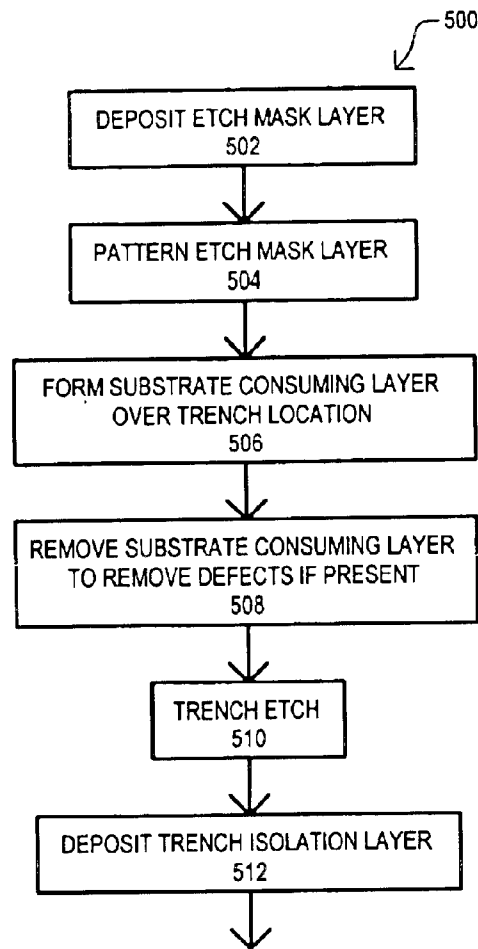 500
DEPOSIT ETCH MASK LAYER
502
PATTERN ETCH MASK LAYER
504
FORM SUBSTRATE CONSUMING LAYER
OVER TRENCH LOCATION
506
REMOVE SUBSTRATE CONSUMING LAYER
TO REMOVE DEFECTS IF PRESENT
508
TRENCH ETCH
510
DEPOSIT TRENCH ISOLATION LAYER
512